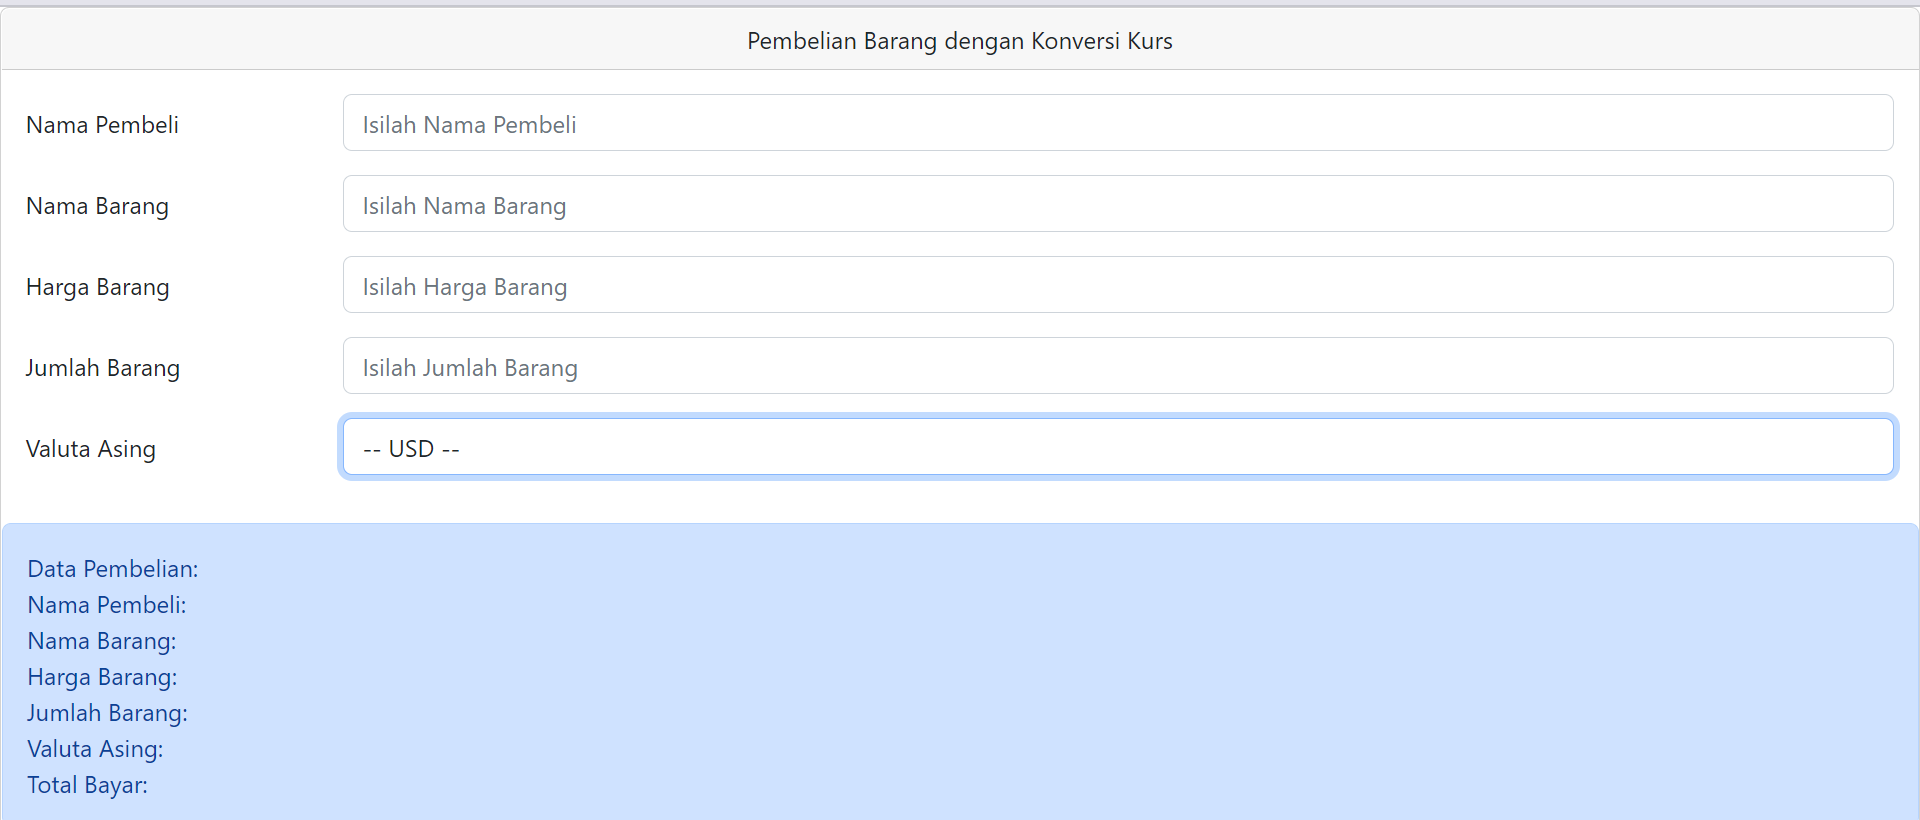 Pembelian Barang dengan Konversi Kurs
Nama Pembeli
Isilah Nama Pembeli
Nama Barang
Isilah Nama Barang
Harga Barang
Isilah Harga Barang
Jumlah Barang
Isilah Jumlah Barang
Valuta Asing
-- USD --
Data Pembelian:
Nama Pembeli:
Nama Barang:
Harga Barang:
Jumlah Barang:
Valuta Asing:
Total Bayar: